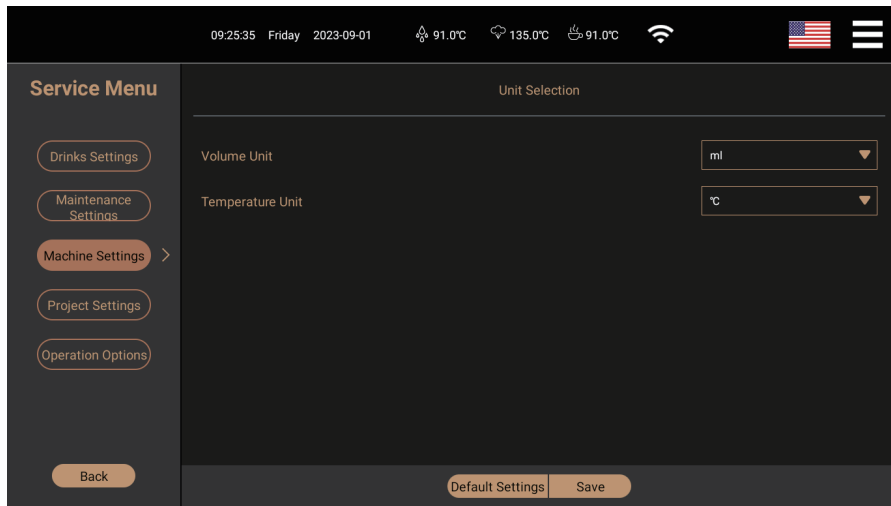 09:25:35 Friday 2023-09-01 91.0℃ 135.0℃ 91.0℃
Service Menu
Unit Selection
Drinks Settings
Volume Unit
ml
Maintenance
Settings
Temperature Unit
℃
Machine Settings
Project Settings
Operation Options
Back
Default Settings
Save